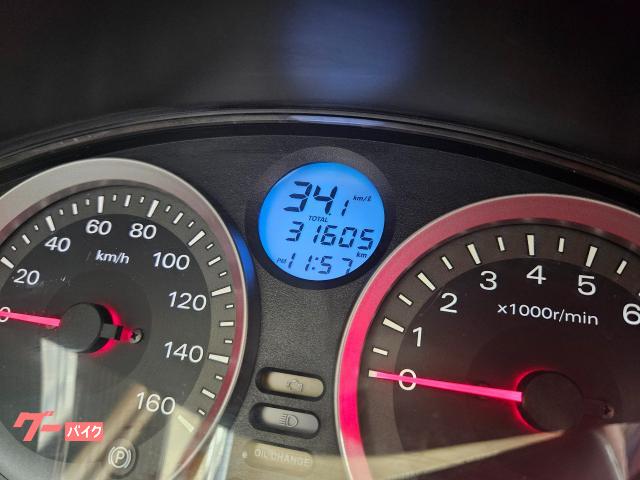 34.1 km/ℓ
TOTAL
31605 km
PM 11:57
0 20 40 60 80 100 120 140 160
km/h
0 1 2 3 4 5 6
x1000r/min
OIL CHANGE
P
グーバイク